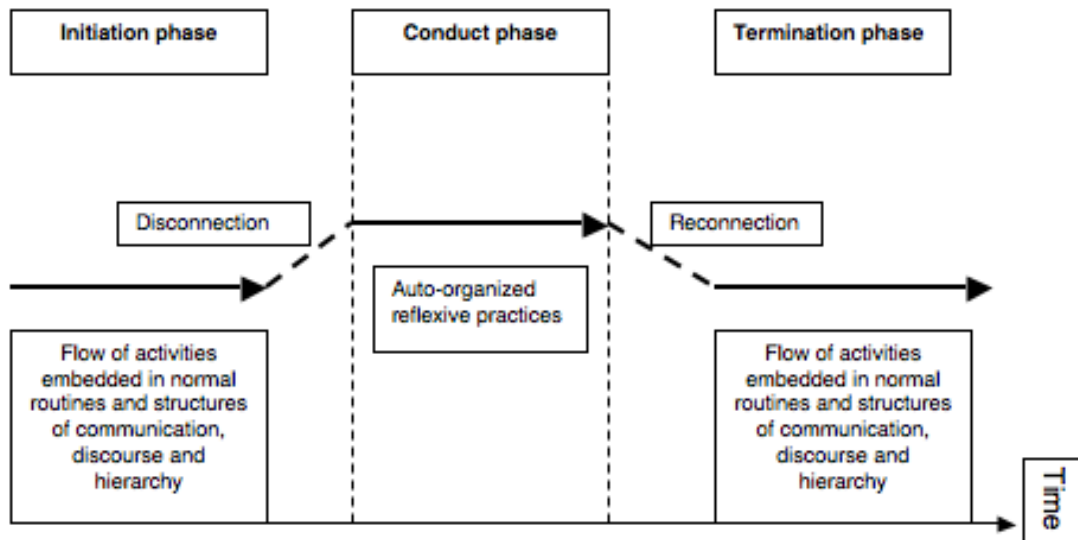 Initiation phase
Conduct phase
Termination phase
Disconnection
Reconnection
Auto-organized
reflexive practices
Flow of activities
embedded in normal
routines and structures
of communication,
discourse and
hierarchy
Flow of activities
embedded in normal
routines and structures
of communication,
discourse and
hierarchy
Time